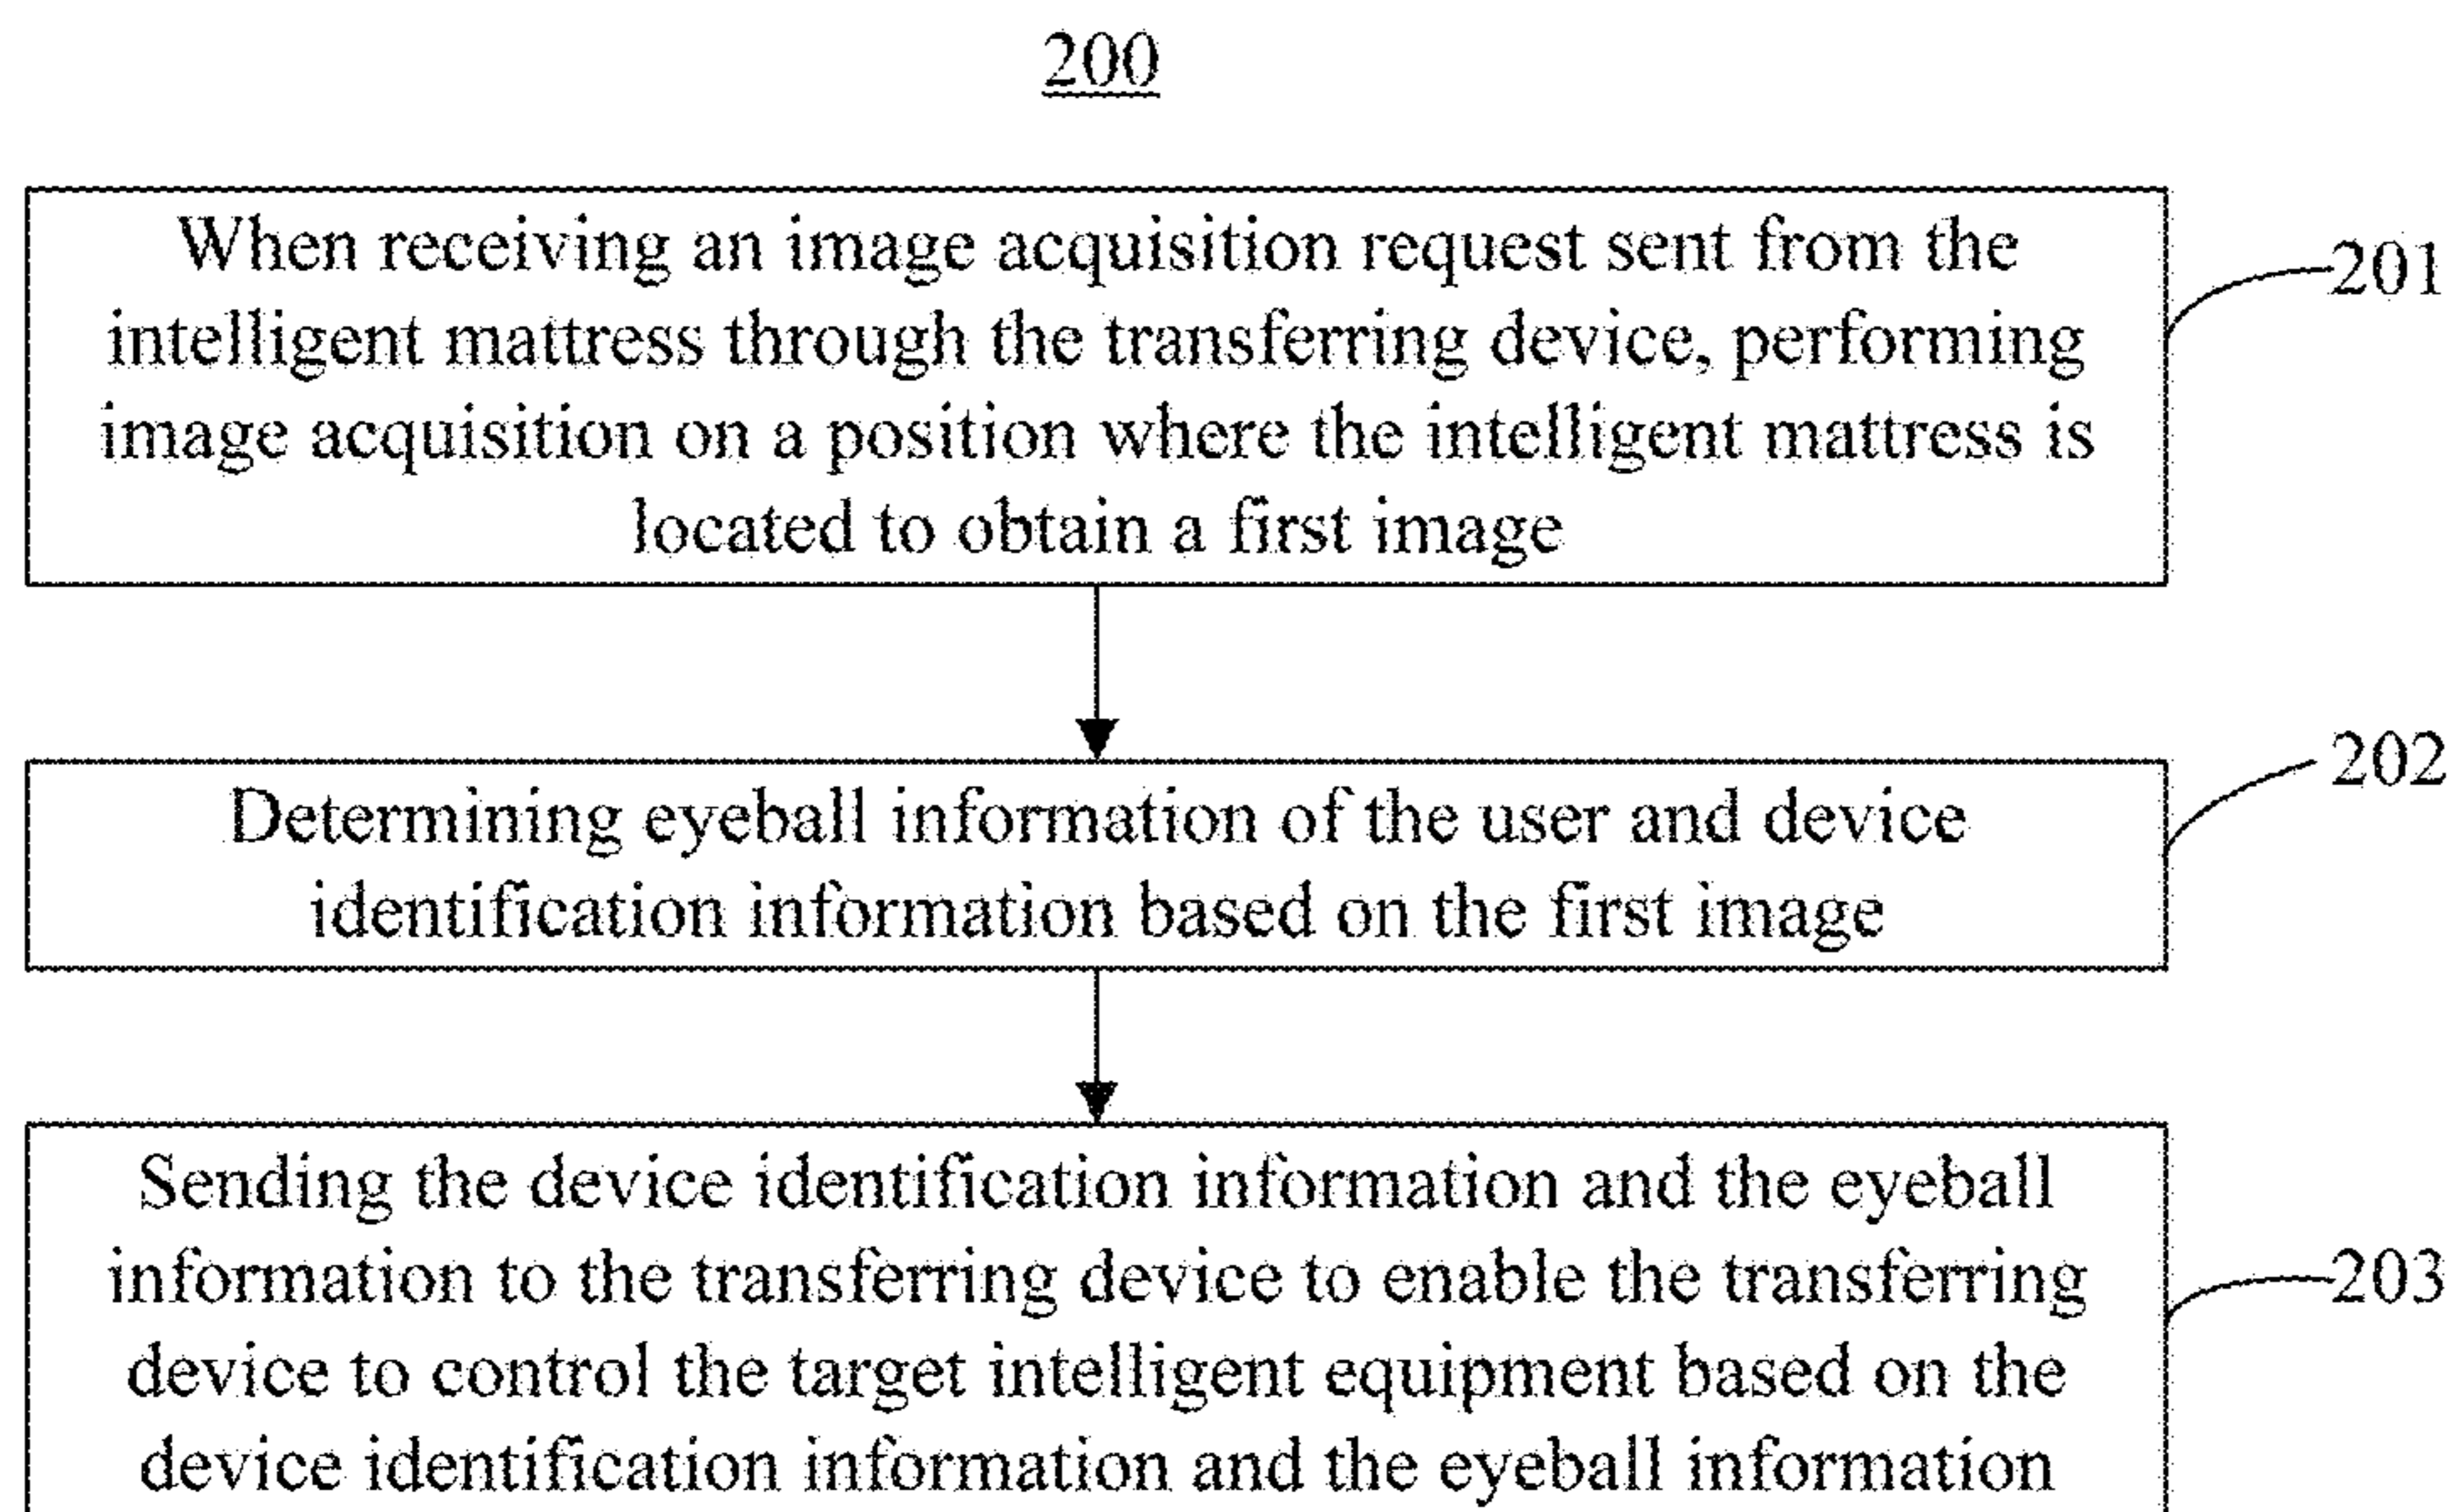 200
When receiving an image acquisition request sent from the
intelligent mattress through the transferring device, performing
image acquisition on a position where the intelligent mattress is
located to obtain a first image
201
Determining eyeball information of the user and device
identification information based on the first image
202
Sending the device identification information and the eyeball
information to the transferring device to enable the transferring
device to control the target intelligent equipment based on the
device identification information and the eyeball information
203